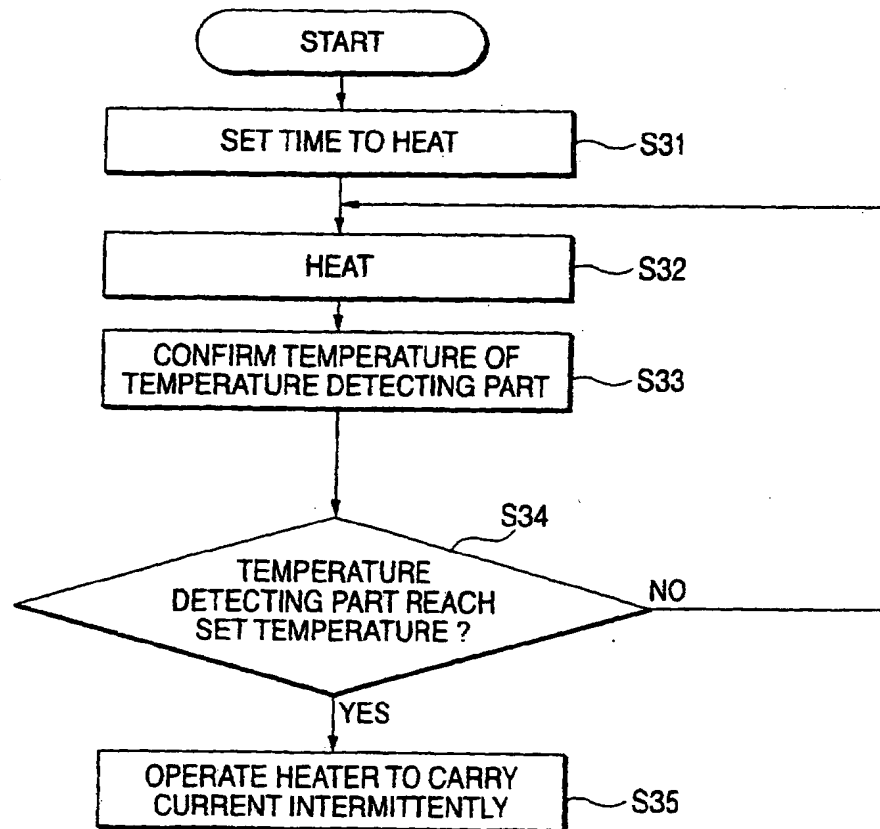 START
SET TIME TO HEAT
S31
HEAT
S32
CONFIRM TEMPERATURE OF
TEMPERATURE DETECTING PART
S33
S34
TEMPERATURE
DETECTING PART REACH
SET TEMPERATURE ?
NO
YES
OPERATE HEATER TO CARRY
CURRENT INTERMITTENTLY
S35